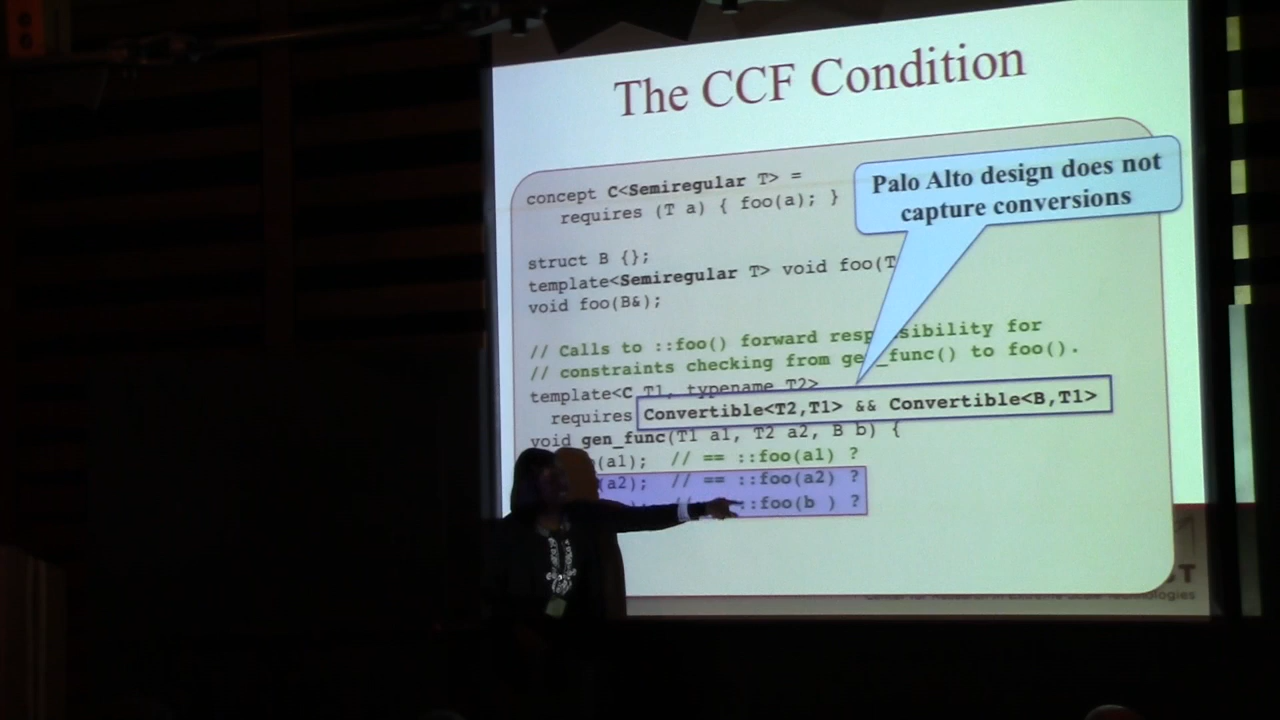 The CCF Condition
concept C<Semiregular T> =
requires (T a) { foo(a); }
Palo Alto design does not
capture conversions
struct B {};
template<Semiregular T> void foo(T
void foo(B&);
// Calls to ::foo() forward responsibility for
// constraints checking from gen_func() to foo().
template<C T1, typename T2>
requires Convertible<T2,T1> && Convertible<B,T1>
void gen_func(T1 a1, T2 a2, B b) {
(a1); // == ::foo(a1) ?
(a2); // == ::foo(a2) ?
::foo(b ) ?